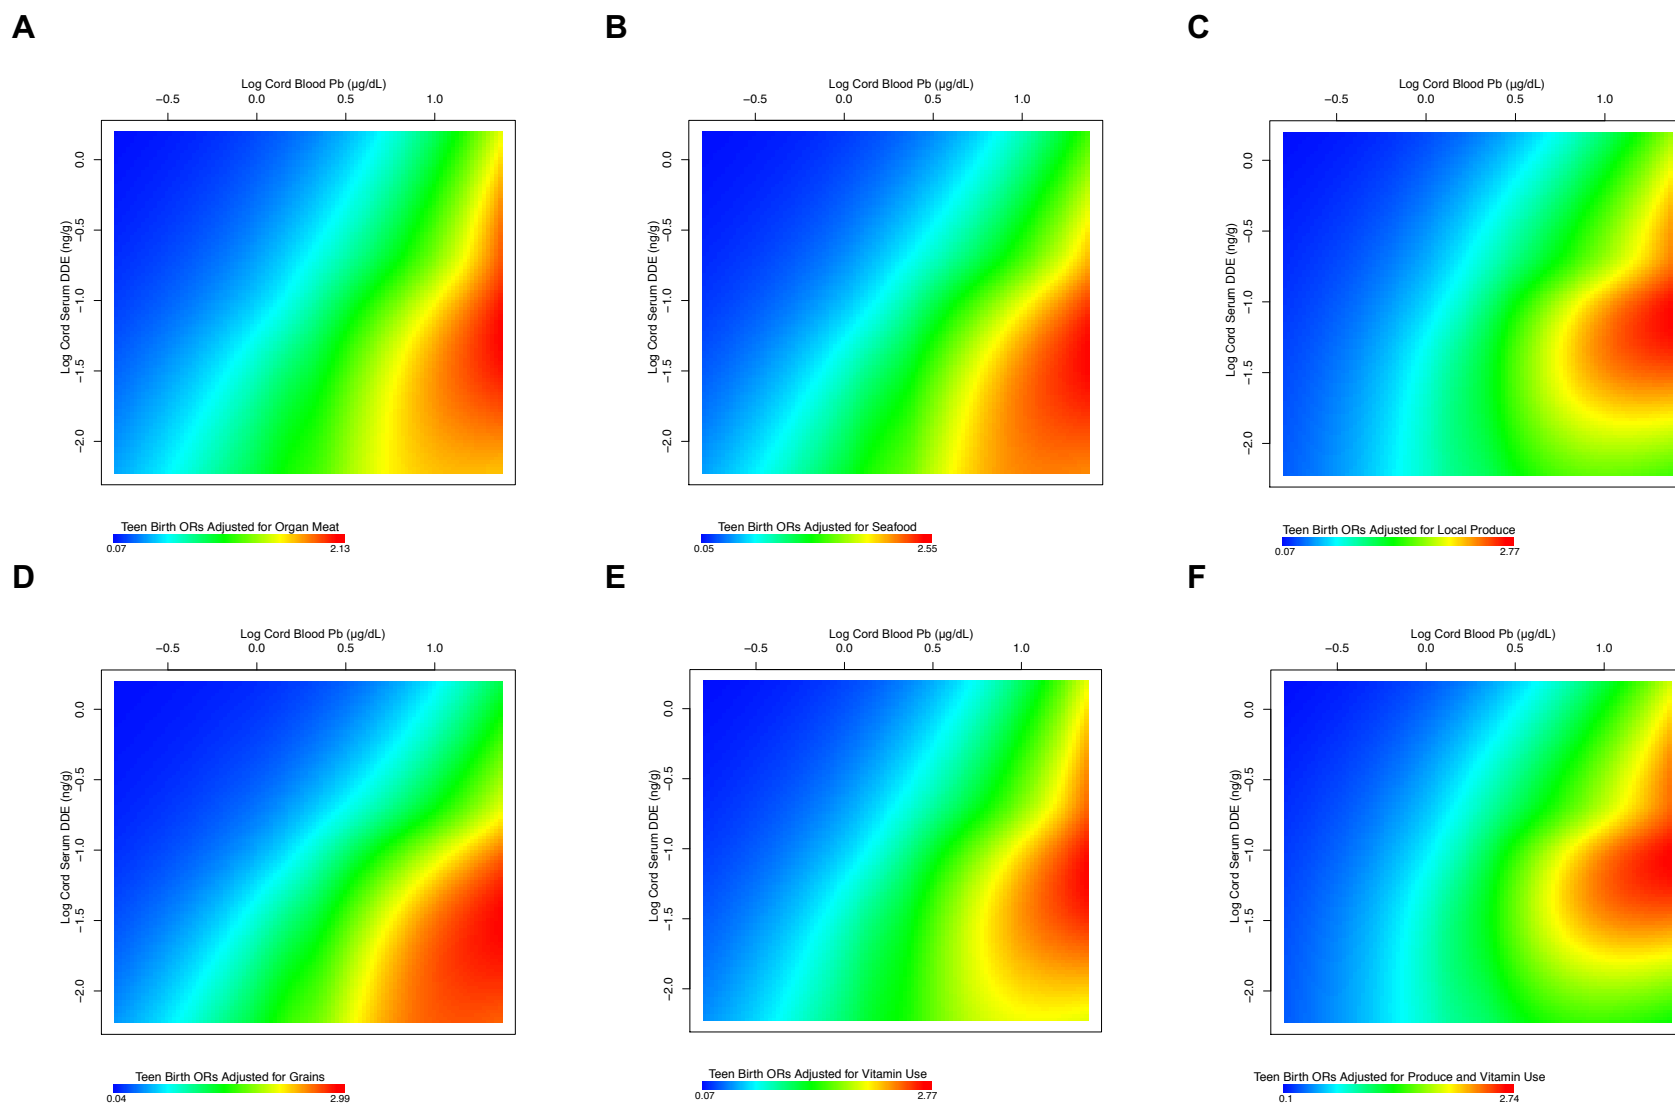 A
B
C
Log Cord Blood Pb (µg/dL)
−0.5 0.0 0.5 1.0
Log Cord Serum DDE (ng/g)
0.0
−0.5
−1.0
−1.5
−2.0
Teen Birth ORs Adjusted for Organ Meat
0.07 2.13
Log Cord Blood Pb (µg/dL)
−0.5 0.0 0.5 1.0
Log Cord Serum DDE (ng/g)
0.0
−0.5
−1.0
−1.5
−2.0
Teen Birth ORs Adjusted for Seafood
0.05 2.55
Log Cord Blood Pb (µg/dL)
−0.5 0.0 0.5 1.0
Log Cord Serum DDE (ng/g)
0.0
−0.5
−1.0
−1.5
−2.0
Teen Birth ORs Adjusted for Local Produce
0.07 2.77
D
E
F
Log Cord Blood Pb (µg/dL)
−0.5 0.0 0.5 1.0
Log Cord Serum DDE (ng/g)
0.0
−0.5
−1.0
−1.5
−2.0
Teen Birth ORs Adjusted for Grains
0.04 2.99
Log Cord Blood Pb (µg/dL)
−0.5 0.0 0.5 1.0
Log Cord Serum DDE (ng/g)
0.0
−0.5
−1.0
−1.5
−2.0
Teen Birth ORs Adjusted for Vitamin Use
0.07 2.77
Log Cord Blood Pb (µg/dL)
−0.5 0.0 0.5 1.0
Log Cord Serum DDE (ng/g)
0.0
−0.5
−1.0
−1.5
−2.0
Teen Birth ORs Adjusted for Produce and Vitamin Use
0.1 2.74